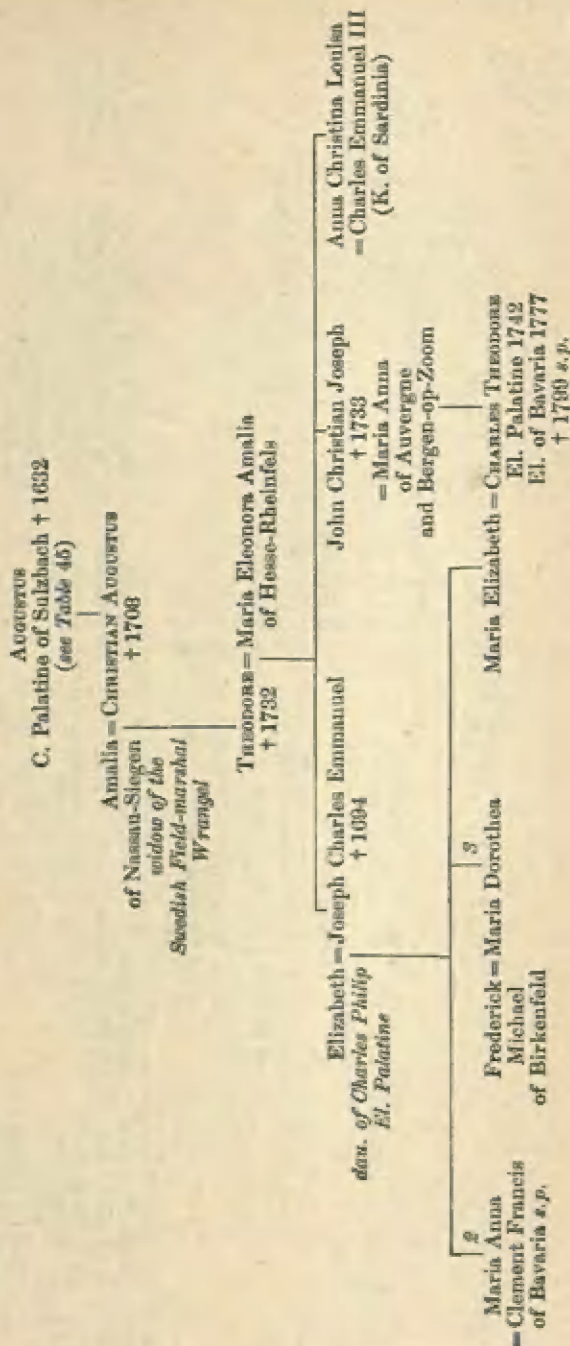 AUGUSTUS
C. Palatine of Sulzbach † 1632
(see Table 45)
Amalia = CHRISTIAN AUGUSTUS
of Nassau-Siegen † 1708
widow of the
Swedish Field-marshal
Wrangel
THEODORE = Maria Eleonora Amalia
† 1732 of Hesse-Rheinfels
Elizabeth = Joseph Charles Emmanuel
dau. of Charles Philip † 1694
El. Palatine
John Christian Joseph
† 1733
= Maria Anna
of Auvergne
and Bergen-op-Zoom
Anna Christina Louisa
= Charles Emmanuel III
(K. of Sardinia)
2
Maria Anna
= Clement Francis
of Bavaria s.p.
3
Frederick = Maria Dorothea
Michael
of Birkenfeld
Maria Elizabeth = CHARLES THEODORE
El. Palatine 1742
El. of Bavaria 1777
† 1799 s.p.